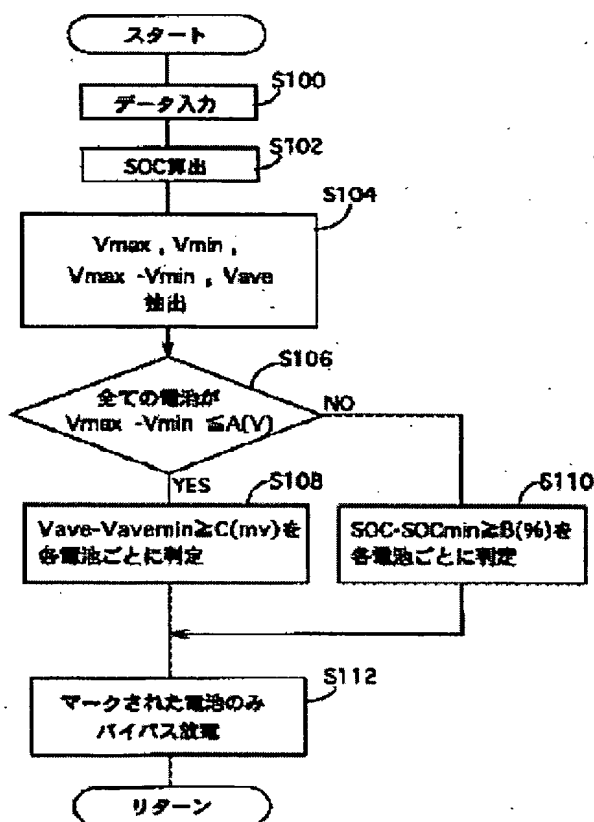 スタート
S100
データ入力
S102
SOC算出
S104
Vmax , Vmin ,
Vmax -Vmin , Vave
抽出
S106
全ての電池が
Vmax -Vmin ≦A(V)
NO
YES
S108
Vave-Vavemin≧C(mv)を
各電池ごとに判定
S110
SOC-SOCmin≧B(%)を
各電池ごとに判定
S112
マークされた電池のみ
バイパス放電
リターン